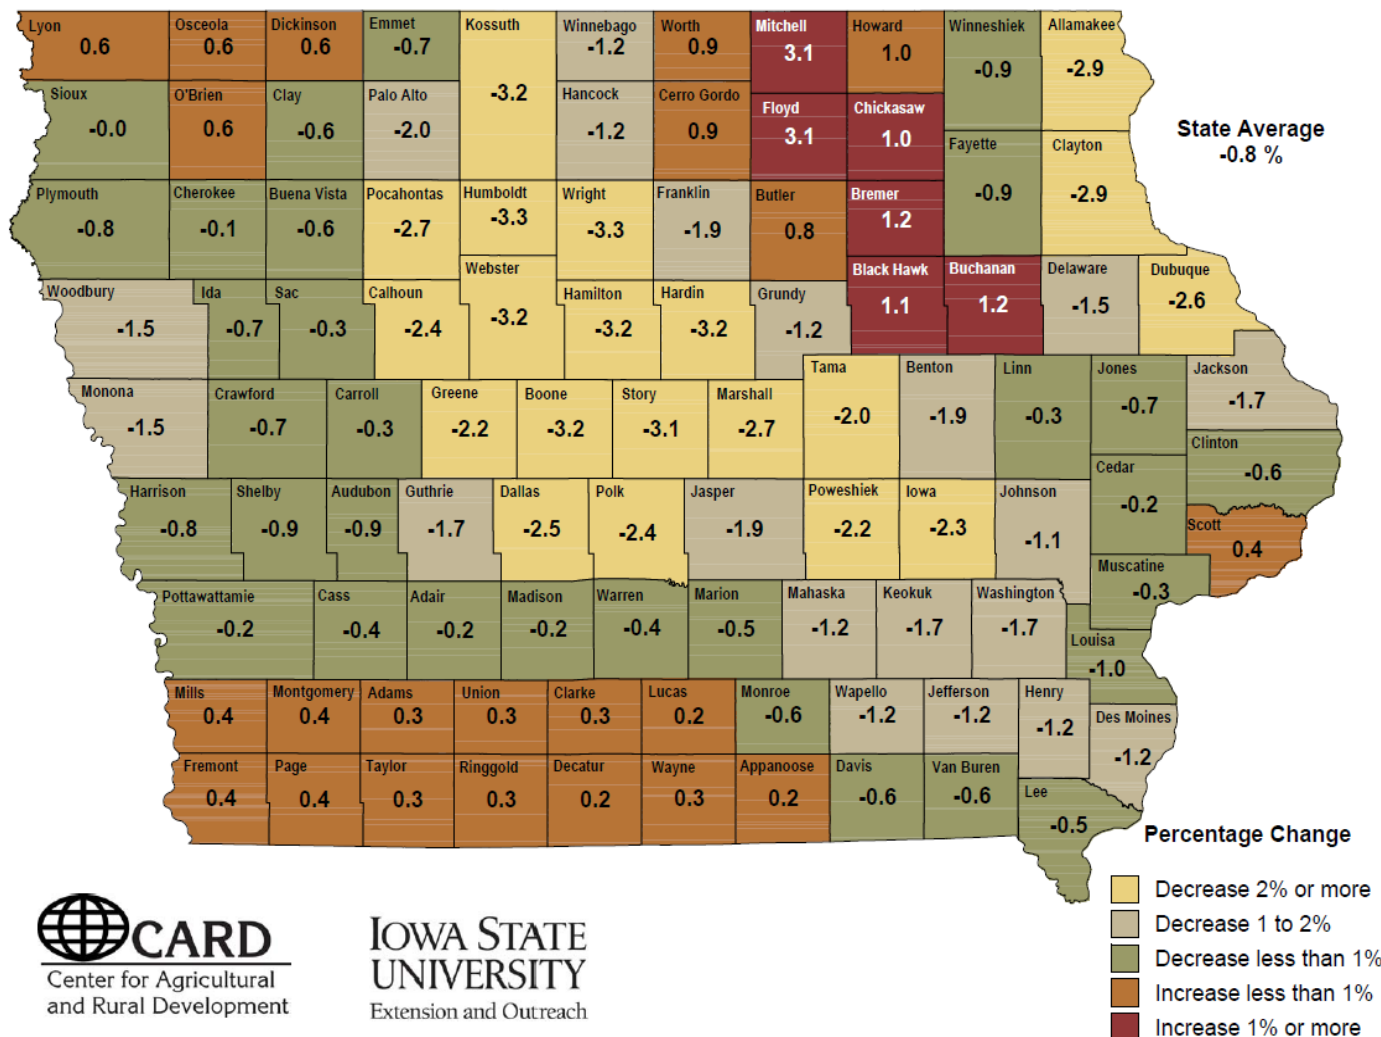 Lyon
0.6
Osceola
0.6
Dickinson
0.6
Emmet
-0.7
Kossuth
-3.2
Winnebago
-1.2
Worth
0.9
Mitchell
3.1
Howard
1.0
Winneshiek
-0.9
Allamakee
-2.9
Sioux
-0.0
O'Brien
0.6
Clay
-0.6
Palo Alto
-2.0
Hancock
-1.2
Cerro Gordo
0.9
Floyd
3.1
Chickasaw
1.0
Fayette
-0.9
Clayton
-2.9
State Average
-0.8 %
Plymouth
-0.8
Cherokee
-0.1
Buena Vista
-0.6
Pocahontas
-2.7
Humboldt
-3.3
Wright
-3.3
Franklin
-1.9
Butler
0.8
Bremer
1.2
Woodbury
-1.5
Ida
-0.7
Sac
-0.3
Calhoun
-2.4
Webster
-3.2
Hamilton
-3.2
Hardin
-3.2
Grundy
-1.2
Black Hawk
1.1
Buchanan
1.2
Delaware
-1.5
Dubuque
-2.6
Monona
-1.5
Crawford
-0.7
Carroll
-0.3
Greene
-2.2
Boone
-3.2
Story
-3.1
Marshall
-2.7
Tama
-2.0
Benton
-1.9
Linn
-0.3
Jones
-0.7
Jackson
-1.7
Clinton
-0.6
Cedar
-0.2
Harrison
-0.8
Shelby
-0.9
Audubon
-0.9
Guthrie
-1.7
Dallas
-2.5
Polk
-2.4
Jasper
-1.9
Poweshiek
-2.2
Iowa
-2.3
Johnson
-1.1
Scott
0.4
Muscatine
-0.3
Pottawattamie
-0.2
Cass
-0.4
Adair
-0.2
Madison
-0.2
Warren
-0.4
Marion
-0.5
Mahaska
-1.2
Keokuk
-1.7
Washington
-1.7
Louisa
-1.0
Mills
0.4
Montgomery
0.4
Adams
0.3
Union
0.3
Clarke
0.3
Lucas
0.2
Monroe
-0.6
Wapello
-1.2
Jefferson
-1.2
Henry
-1.2
Des Moines
-1.2
Fremont
0.4
Page
0.4
Taylor
0.3
Ringgold
0.3
Decatur
0.2
Wayne
0.3
Appanoose
0.2
Davis
-0.6
Van Buren
-0.6
Lee
-0.5
Percentage Change
Decrease 2% or more
Decrease 1 to 2%
Decrease less than 1%
Increase less than 1%
Increase 1% or more
CARD
Center for Agricultural
and Rural Development
IOWA STATE
UNIVERSITY
Extension and Outreach